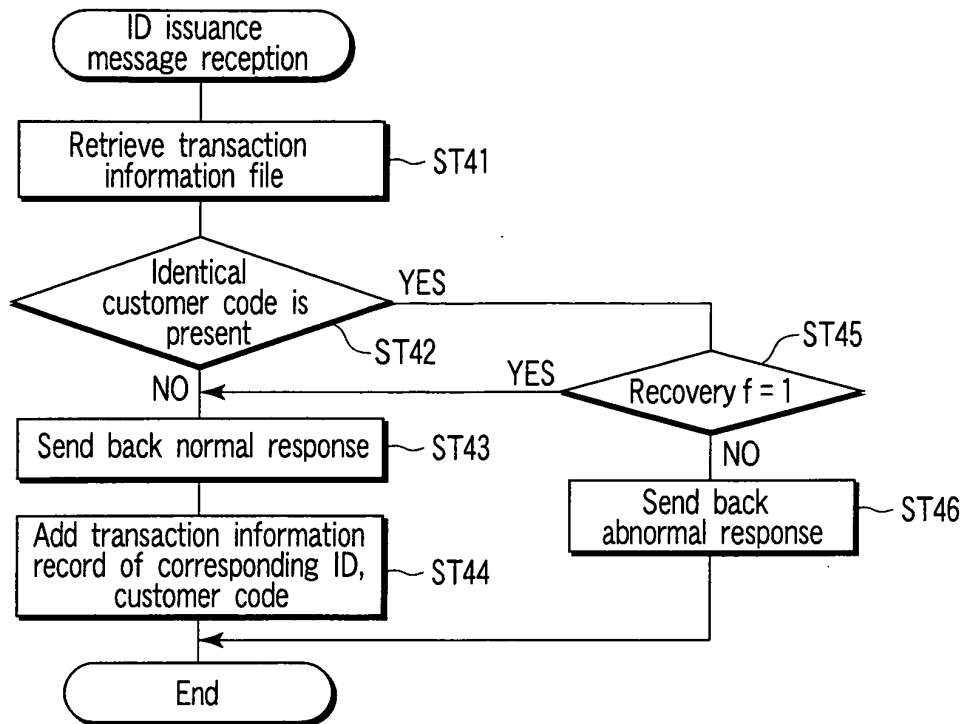 ID issuance
message reception
Retrieve transaction
information file
ST41
Identical
customer code is
present
YES
ST42
NO
ST45
Recovery f = 1
YES
NO
Send back normal response
ST43
Send back
abnormal response
ST46
Add transaction information
record of corresponding ID,
customer code
ST44
End